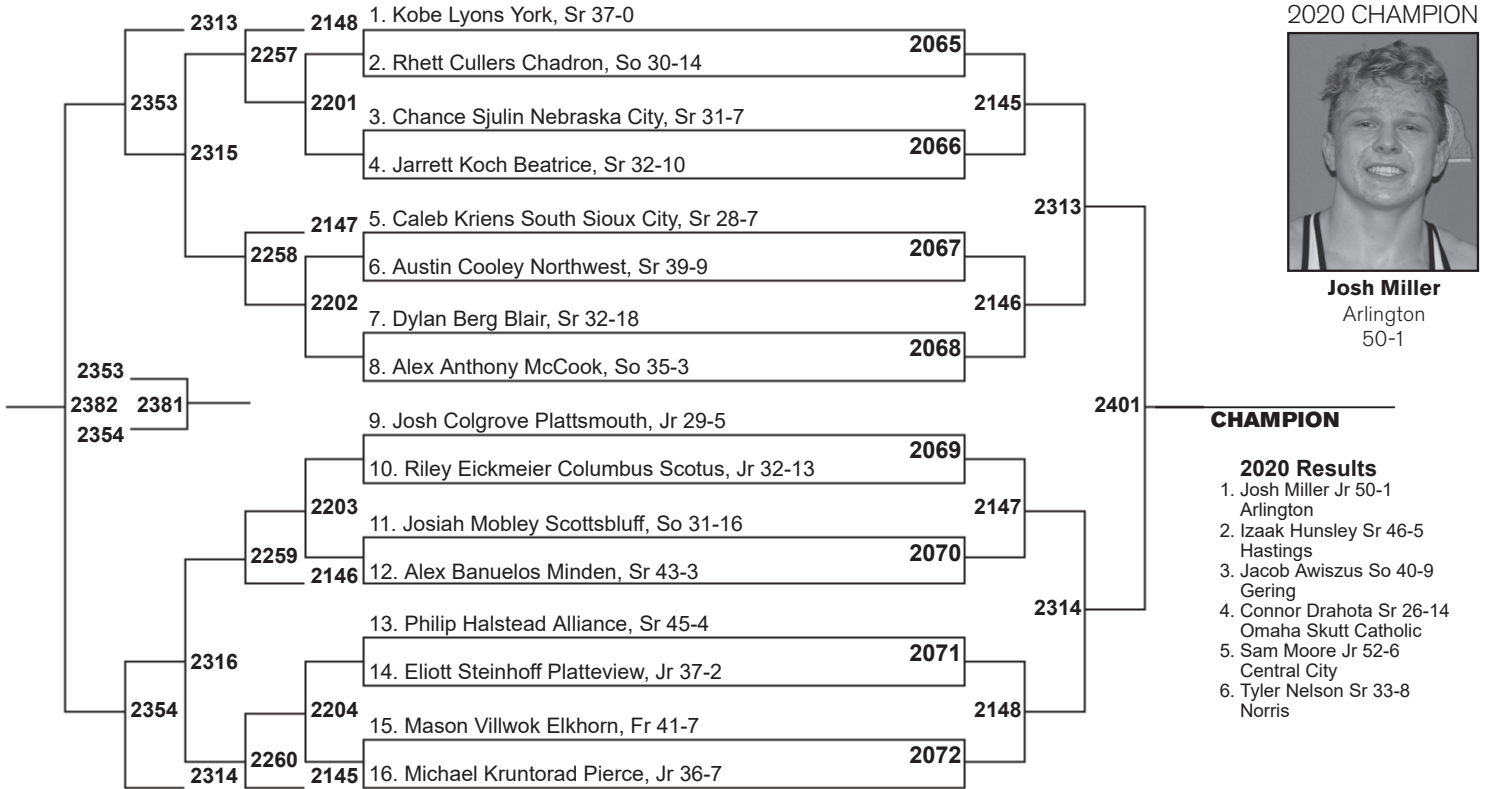 2313
2148
1. Kobe Lyons York, Sr 37-0
2020 CHAMPION
2257
2065
2. Rhett Cullers Chadron, So 30-14
2353
2201
2145
3. Chance Sjulin Nebraska City, Sr 31-7
2315
2066
4. Jarrett Koch Beatrice, Sr 32-10
2313
2147
5. Caleb Kriens South Sioux City, Sr 28-7
2258
2067
6. Austin Cooley Northwest, Sr 39-9
Josh Miller
Arlington
50-1
2202
2146
7. Dylan Berg Blair, Sr 32-18
2068
8. Alex Anthony McCook, So 35-3
2353
2382
2381
2354
2401
CHAMPION
9. Josh Colgrove Plattsmouth, Jr 29-5
2069
10. Riley Eickmeier Columbus Scotus, Jr 32-13
2203
2147
11. Josiah Mobley Scottsbluff, So 31-16
2259
2070
2146
12. Alex Banuelos Minden, Sr 43-3
2314
13. Philip Halstead Alliance, Sr 45-4
2316
2071
14. Eliott Steinhoff Platteview, Jr 37-2
2354
2204
2148
15. Mason Villwok Elkhorn, Fr 41-7
2260
2072
2314
2145
16. Michael Kruntorad Pierce, Jr 36-7
2020 Results
1. Josh Miller Jr 50-1
Arlington
2. Izaak Hunsley Sr 46-5
Hastings
3. Jacob Awiszus So 40-9
Gering
4. Connor Drahota Sr 26-14
Omaha Skutt Catholic
5. Sam Moore Jr 52-6
Central City
6. Tyler Nelson Sr 33-8
Norris